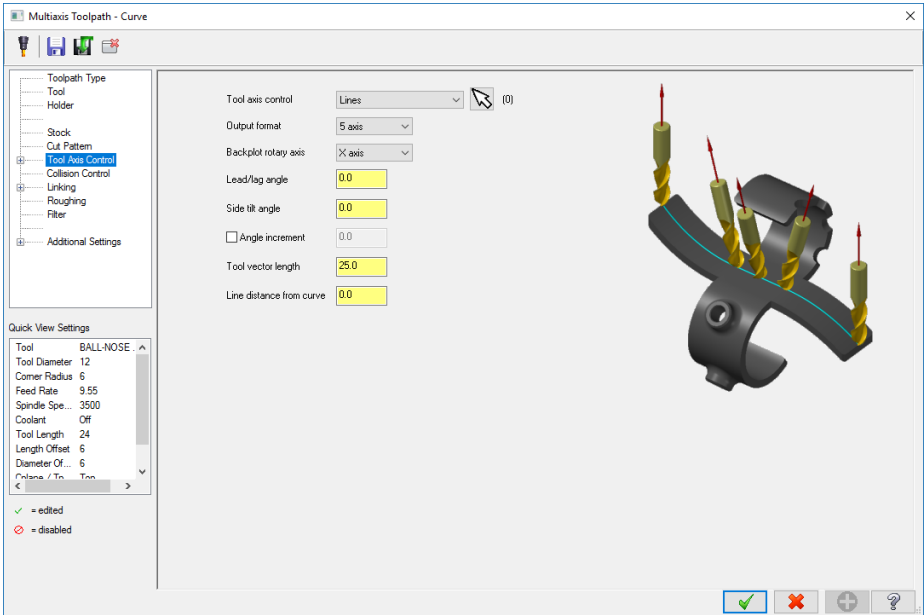 Multiaxis Toolpath - Curve
Toolpath Type
Tool
Holder
Stock
Cut Pattern
Tool Axis Control
Collision Control
Linking
Roughing
Filter
Additional Settings
Quick View Settings
Tool BALL-NOSE .
Tool Diameter 12
Corner Radius 6
Feed Rate 9.55
Spindle Spe... 3500
Coolant Off
Tool Length 24
Length Offset 6
Diameter Of... 6
Cplane / Tp Top
= edited
= disabled
Tool axis control Lines (0)
Output format 5 axis
Backplot rotary axis X axis
Lead/lag angle 0.0
Side tilt angle 0.0
Angle increment 0.0
Tool vector length 25.0
Line distance from curve 0.0